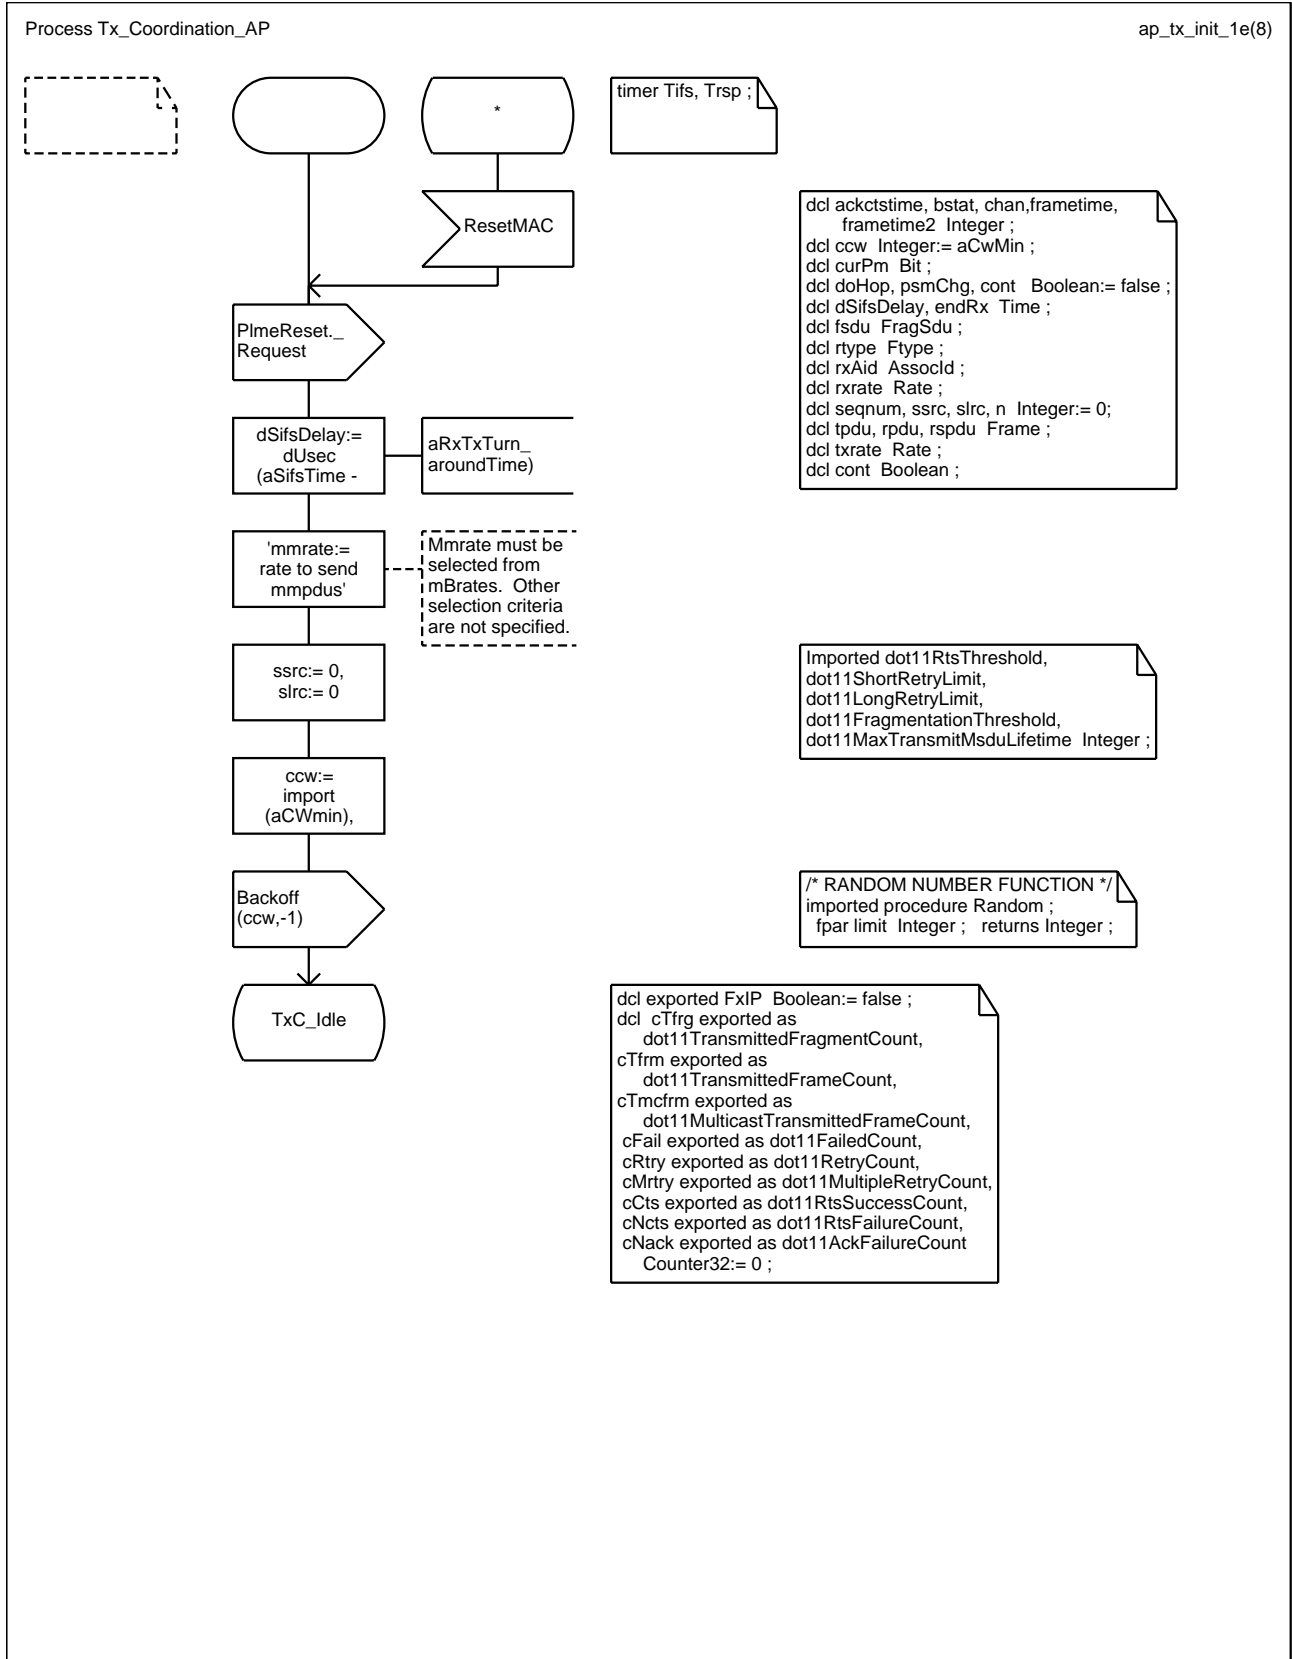 Process Tx_Coordination_AP
ap_tx_init_1e(8)
*
timer Tifs, Trsp ;
ResetMAC
dcl ackctstime, bstat, chan,frametime,
frametime2  Integer ;
dcl ccw  Integer:= aCwMin ;
dcl curPm  Bit ;
dcl doHop, psmChg, cont   Boolean:= false ;
dcl dSifsDelay, endRx  Time ;
dcl fsdu  FragSdu ;
dcl rtype  Ftype ;
dcl rxAid  AssocId ;
dcl rxrate  Rate ;
dcl seqnum, ssrc, slrc, n  Integer:= 0;
dcl tpdu, rpdu, rspdu  Frame ;
dcl txrate  Rate ;
dcl cont  Boolean ;
PlmeReset._
Request
dSifsDelay:=
dUsec
(aSifsTime -
aRxTxTurn_
aroundTime)
'mmrate:=
rate to send
mmpdus'
Mmrate must be
selected from
mBrates.  Other
selection criteria
are not specified.
ssrc:= 0,
slrc:= 0
Imported dot11RtsThreshold,
dot11ShortRetryLimit,
dot11LongRetryLimit,
dot11FragmentationThreshold,
dot11MaxTransmitMsduLifetime  Integer ;
ccw:=
import
(aCWmin),
Backoff
(ccw,-1)
/* RANDOM NUMBER FUNCTION */
imported procedure Random ;
fpar limit  Integer ;   returns Integer ;
TxC_Idle
dcl exported FxIP  Boolean:= false ;
dcl  cTfrg exported as
dot11TransmittedFragmentCount,
cTfrm exported as
dot11TransmittedFrameCount,
cTmcfrm exported as
dot11MulticastTransmittedFrameCount,
cFail exported as dot11FailedCount,
cRtry exported as dot11RetryCount,
cMrtry exported as dot11MultipleRetryCount,
cCts exported as dot11RtsSuccessCount,
cNcts exported as dot11RtsFailureCount,
cNack exported as dot11AckFailureCount
Counter32:= 0 ;